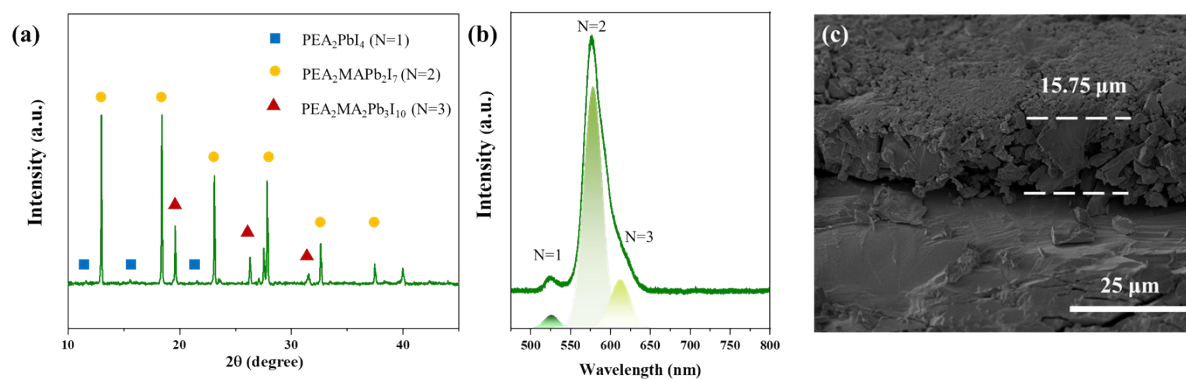 (a)
PEA₂PbI₄ (N=1)
PEA₂MAPb₂I₇ (N=2)
PEA₂MA₂Pb₃I₁₀ (N=3)
Intensity (a.u.)
10 20 30 40
2θ (degree)
(b)
N=2
N=1
N=3
Intensity (a.u.)
500 550 600 650 700 750 800
Wavelength (nm)
(c)
15.75 μm
25 μm